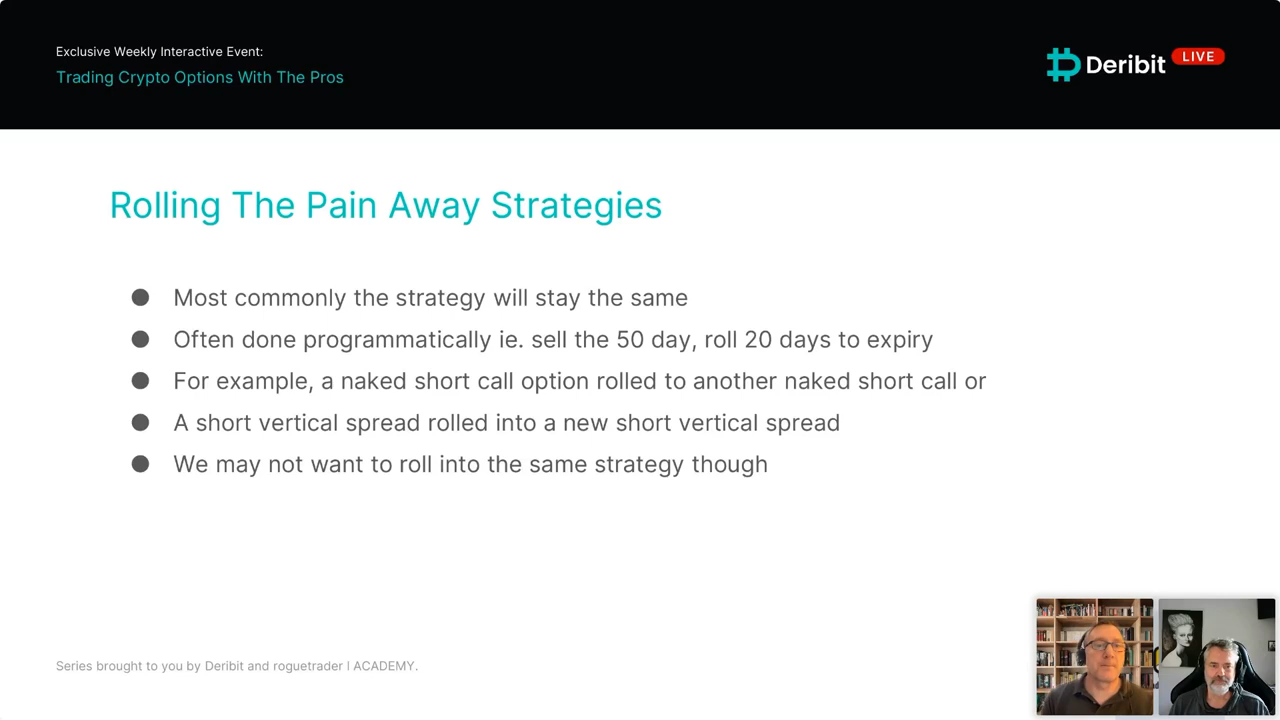 Exclusive Weekly Interactive Event:
Trading Crypto Options With The Pros
Deribit LIVE
Rolling The Pain Away Strategies
● Most commonly the strategy will stay the same
● Often done programmatically ie. sell the 50 day, roll 20 days to expiry
● For example, a naked short call option rolled to another naked short call or
● A short vertical spread rolled into a new short vertical spread
● We may not want to roll into the same strategy though
Series brought to you by Deribit and roguetrader | ACADEMY.